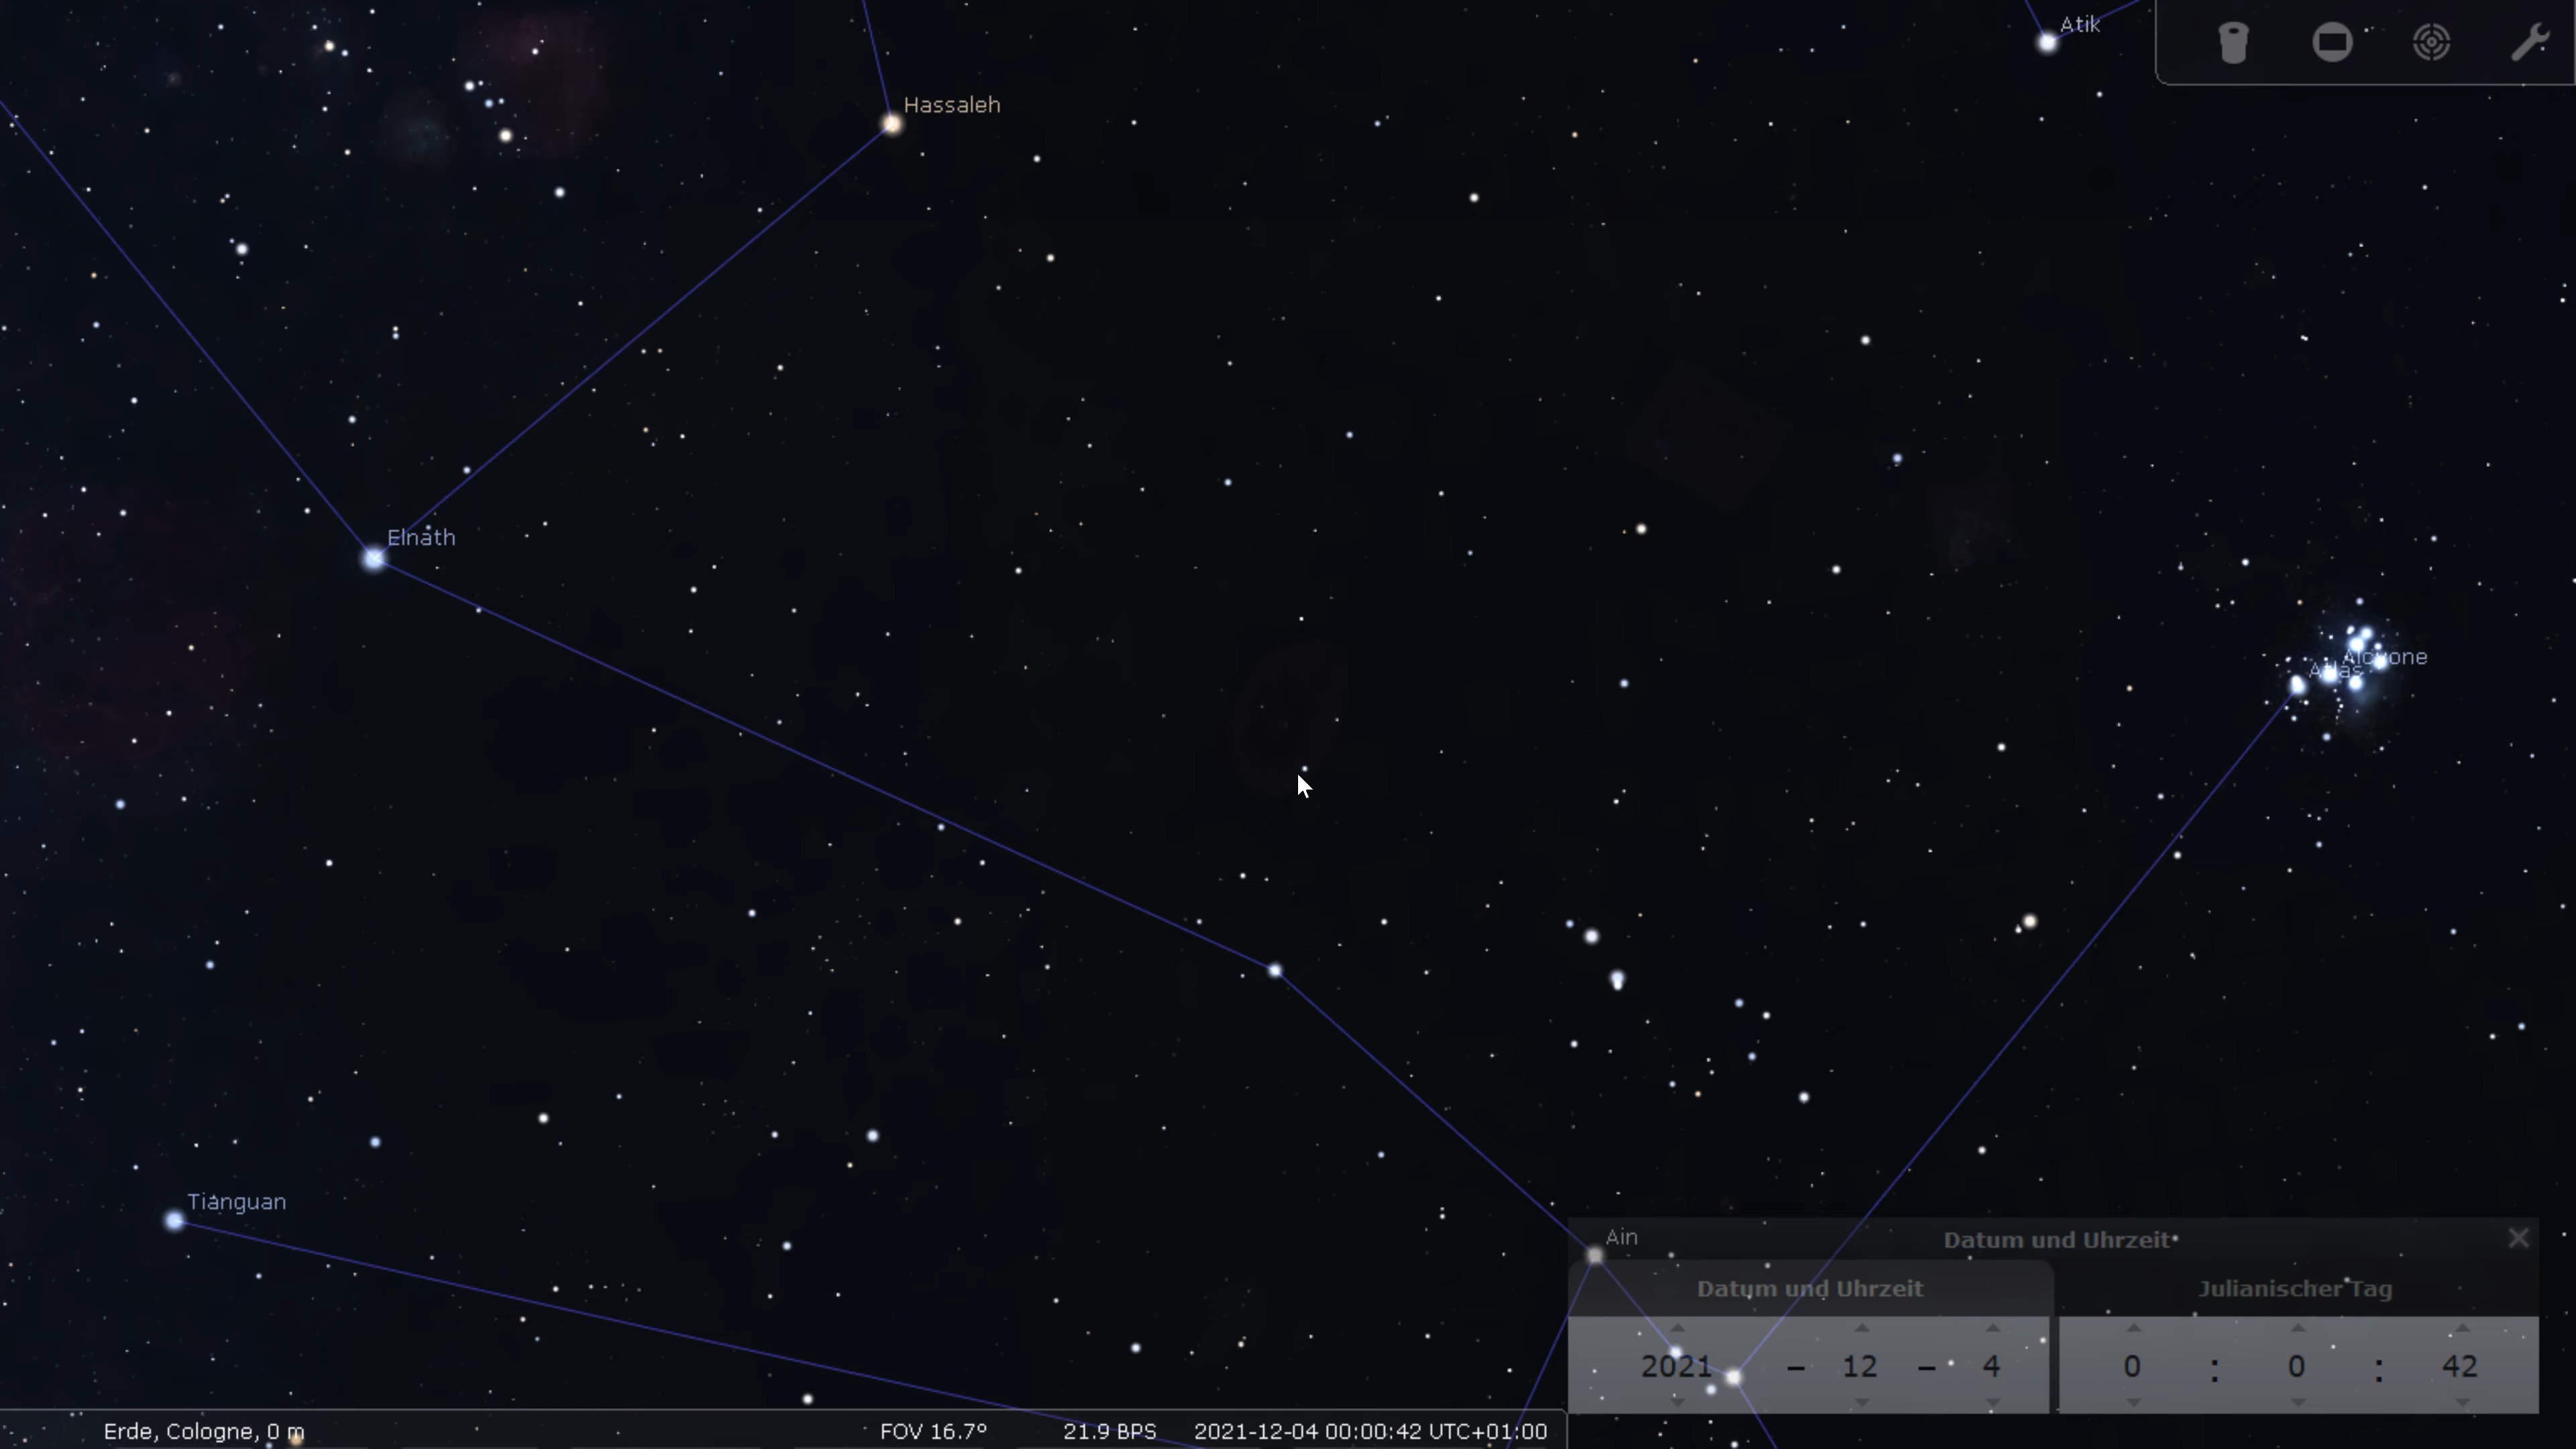 Atik
Hassaleh
Elnath
Alcyone
Atlas
Tianguan
Ain
Datum und Uhrzeit
Datum und Uhrzeit
Julianischer Tag
2021 – 12 – 4
0 : 0 : 42
Erde, Cologne, 0 m
FOV 16.7°
21.9 BPS
2021-12-04 00:00:42 UTC+01:00